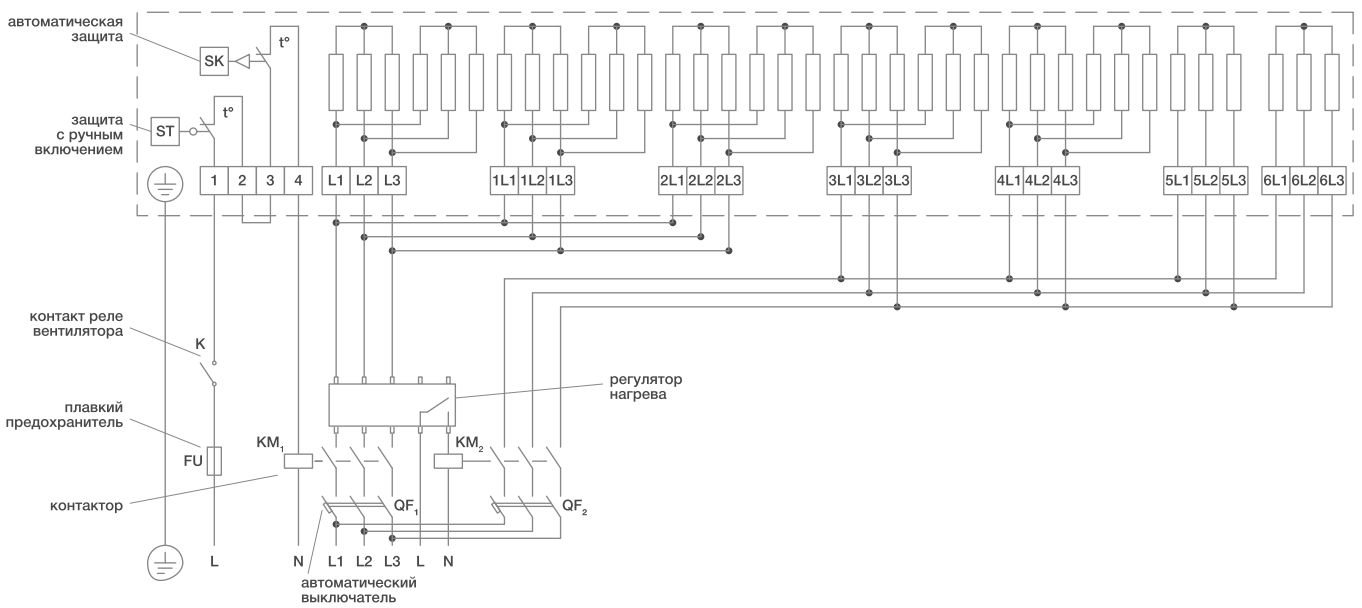 автоматическая
защита
t°
SK
t°
защита
с ручным
включением
ST
1 2 3 4 L1 L2 L3 1L1 1L2 1L3 2L1 2L2 2L3 3L1 3L2 3L3 4L1 4L2 4L3 5L1 5L2 5L3 6L1 6L2 6L3
контакт реле
вентилятора
K
регулятор
нагрева
плавкий
предохранитель
FU
KM1
KM2
контактор
QF1
QF2
L N L1 L2 L3 L N
автоматический
выключатель